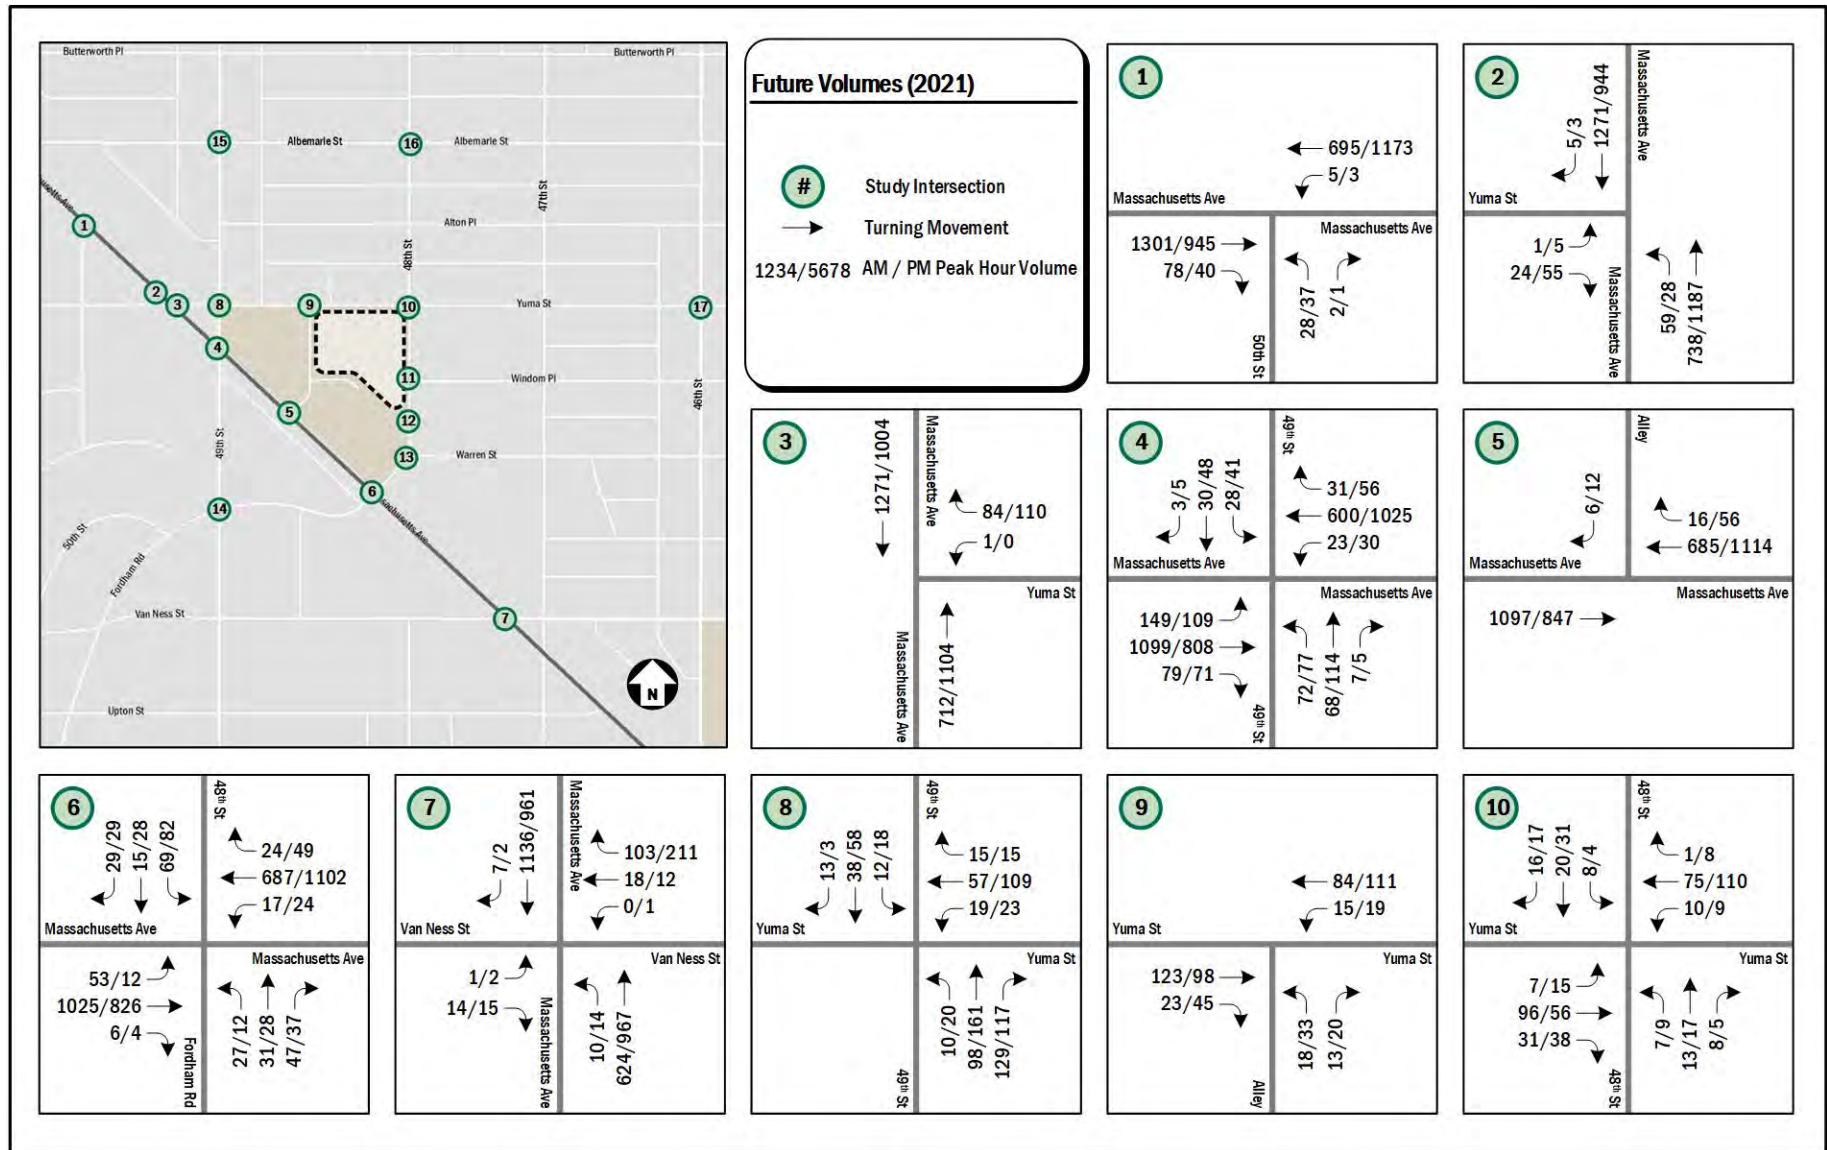 Butterworth Pl
Butterworth Pl
15
Albemarle St
16
Albemarle St
47th St
usetts Ave
1
Alton Pl
48th St
2
3
8
9
10
Yuma St
17
4
11
Windom Pl
46th St
5
12
49th St
13
Warren St
6
14
sachusetts Ave
50th St
Fordham Rd
Van Ness St
7
N
Upton St
Future Volumes (2021)
#
Study Intersection
Turning Movement
1234/5678
AM / PM Peak Hour Volume
1
695/1173
5/3
Massachusetts Ave
Massachusetts Ave
1301/945
78/40
28/37
2/1
50th St
2
5/3
1271/944
Massachusetts Ave
Yuma St
1/5
24/55
Massachusetts Ave
59/28
738/1187
3
1271/1004
Massachusetts Ave
84/110
1/0
Yuma St
Massachusetts Ave
712/1104
4
3/5
30/48
28/41
49th St
31/56
600/1025
23/30
Massachusetts Ave
Massachusetts Ave
149/109
1099/808
79/71
49th St
72/77
68/114
7/5
5
Alley
6/12
16/56
685/1114
Massachusetts Ave
Massachusetts Ave
1097/847
6
29/29
15/28
69/82
48th St
24/49
687/1102
17/24
Massachusetts Ave
Massachusetts Ave
53/12
1025/826
6/4
Fordham Rd
27/12
31/28
47/37
7
7/2
1136/961
Massachusetts Ave
103/211
18/12
0/1
Van Ness St
Van Ness St
1/2
14/15
Massachusetts Ave
10/14
624/967
8
13/3
38/58
12/18
49th St
15/15
57/109
19/23
Yuma St
Yuma St
49th St
10/20
98/161
129/117
9
84/111
15/19
Yuma St
Yuma St
123/98
23/45
Alley
18/33
13/20
10
16/17
20/31
8/4
48th St
1/8
75/110
10/9
Yuma St
Yuma St
7/15
96/56
31/38
48th St
7/9
13/17
8/5